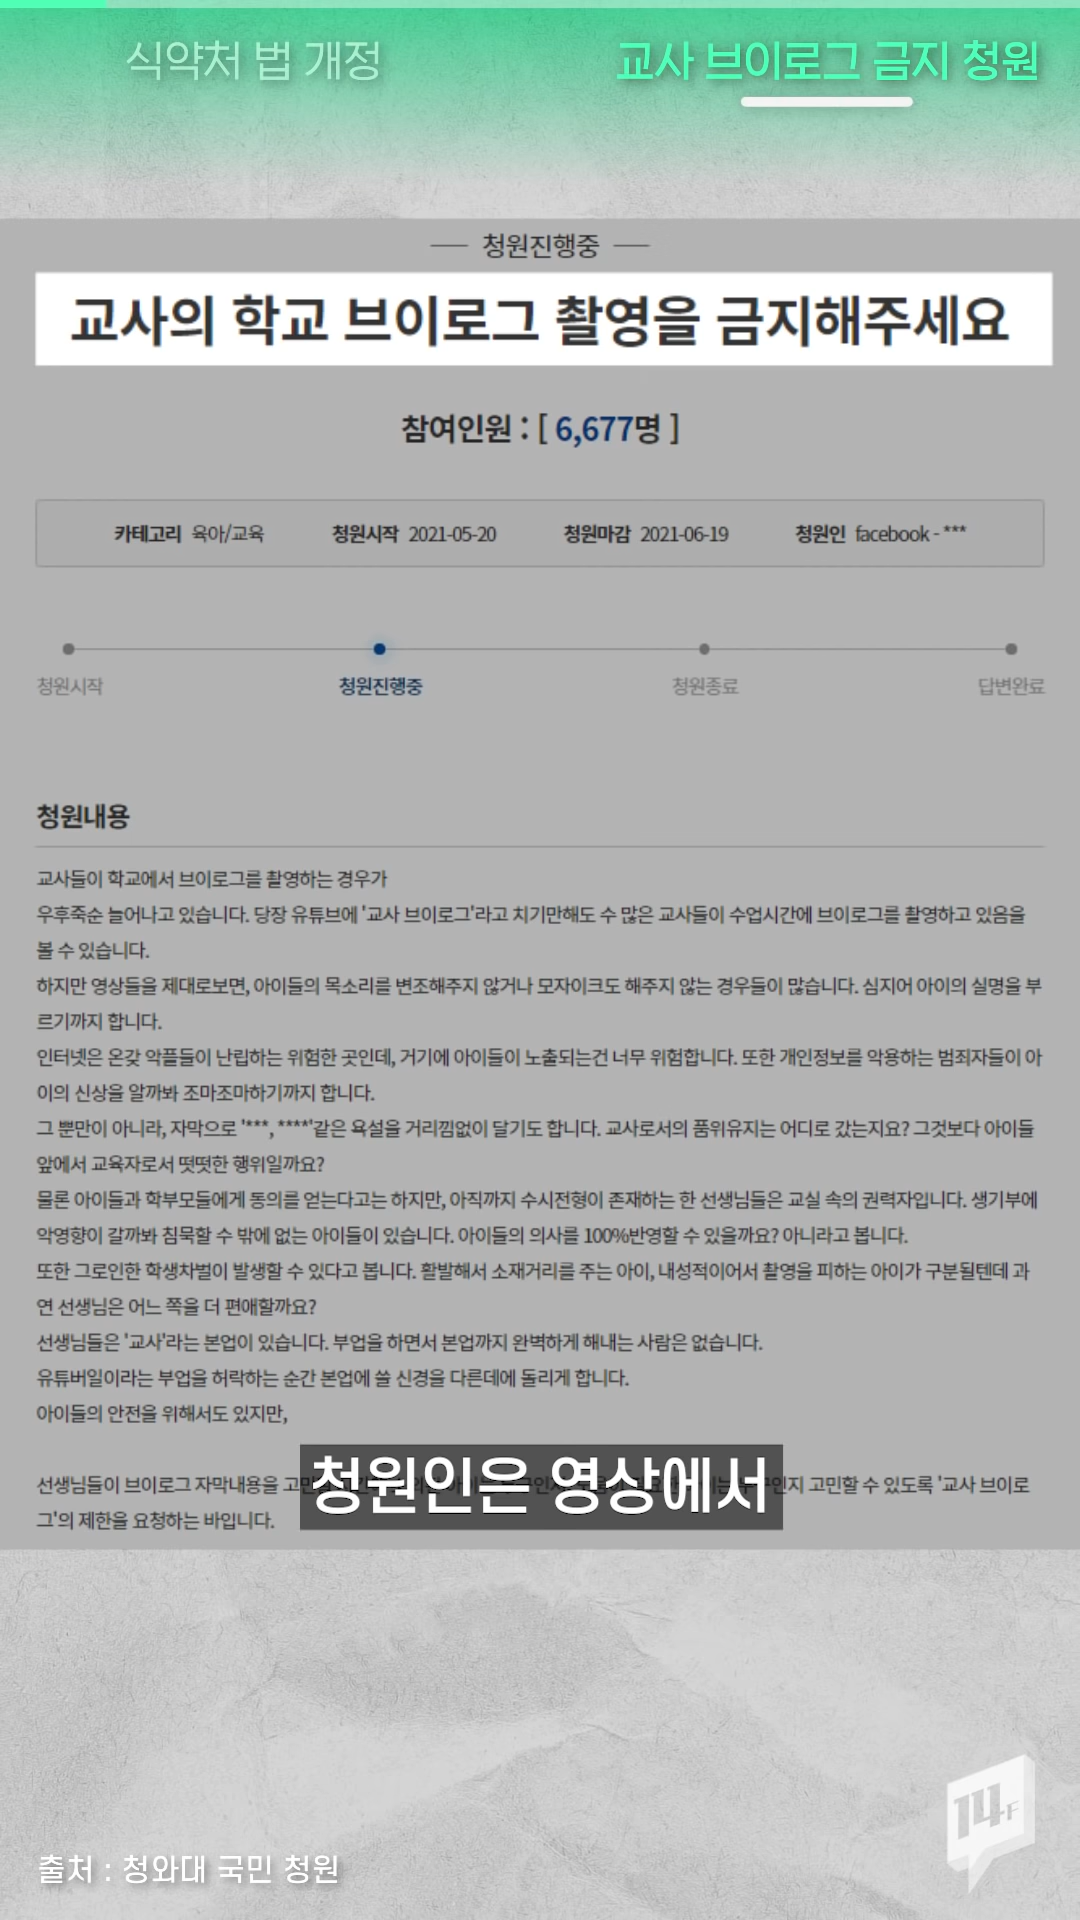 식약처 법 개정
교사 브이로그 금지 청원
청원진행중
교사의 학교 브이로그 촬영을 금지해주세요
참여인원 : [ 6,677명 ]
카테고리 육아/교육 청원시작 2021-05-20 청원마감 2021-06-19 청원인 facebook - ***
청원시작 청원진행중 청원종료 답변완료
청원내용
교사들이 학교에서 브이로그를 촬영하는 경우가
우후죽순 늘어나고 있습니다. 당장 유튜브에 '교사 브이로그'라고 치기만해도 수 많은 교사들이 수업시간에 브이로그를 촬영하고 있음을
볼 수 있습니다.
하지만 영상들을 제대로보면, 아이들의 목소리를 변조해주지 않거나 모자이크도 해주지 않는 경우들이 많습니다. 심지어 아이의 실명을 부
르기까지 합니다.
인터넷은 온갖 악플들이 난립하는 위험한 곳인데, 거기에 아이들이 노출되는건 너무 위험합니다. 또한 개인정보를 악용하는 범죄자들이 아
이의 신상을 알까봐 조마조마하기까지 합니다.
그 뿐만이 아니라, 자막으로 '***, ****'같은 욕설을 거리낌없이 달기도 합니다. 교사로서의 품위유지는 어디로 갔는지요? 그것보다 아이들
앞에서 교육자로서 떳떳한 행위일까요?
물론 아이들과 학부모들에게 동의를 얻는다고는 하지만, 아직까지 수시전형이 존재하는 한 선생님들은 교실 속의 권력자입니다. 생기부에
악영향이 갈까봐 침묵할 수 밖에 없는 아이들이 있습니다. 아이들의 의사를 100%반영할 수 있을까요? 아니라고 봅니다.
또한 그로인한 학생차벌이 발생할 수 있다고 봅니다. 활발해서 소재거리를 주는 아이, 내성적이어서 촬영을 피하는 아이가 구분될텐데 과
연 선생님은 어느 쪽을 더 편애할까요?
선생님들은 '교사'라는 본업이 있습니다. 부업을 하면서 본업까지 완벽하게 해내는 사람은 없습니다.
유튜버일이라는 부업을 허락하는 순간 본업에 쓸 신경을 다른데에 돌리게 합니다.
아이들의 안전을 위해서도 있지만,
선생님들이 브이로그 자막내용을 고민할 수 있도록 '교사 브이로
그'의 제한을 요청하는 바입니다.
청원인은 영상에서
14F
출처 : 청와대 국민 청원